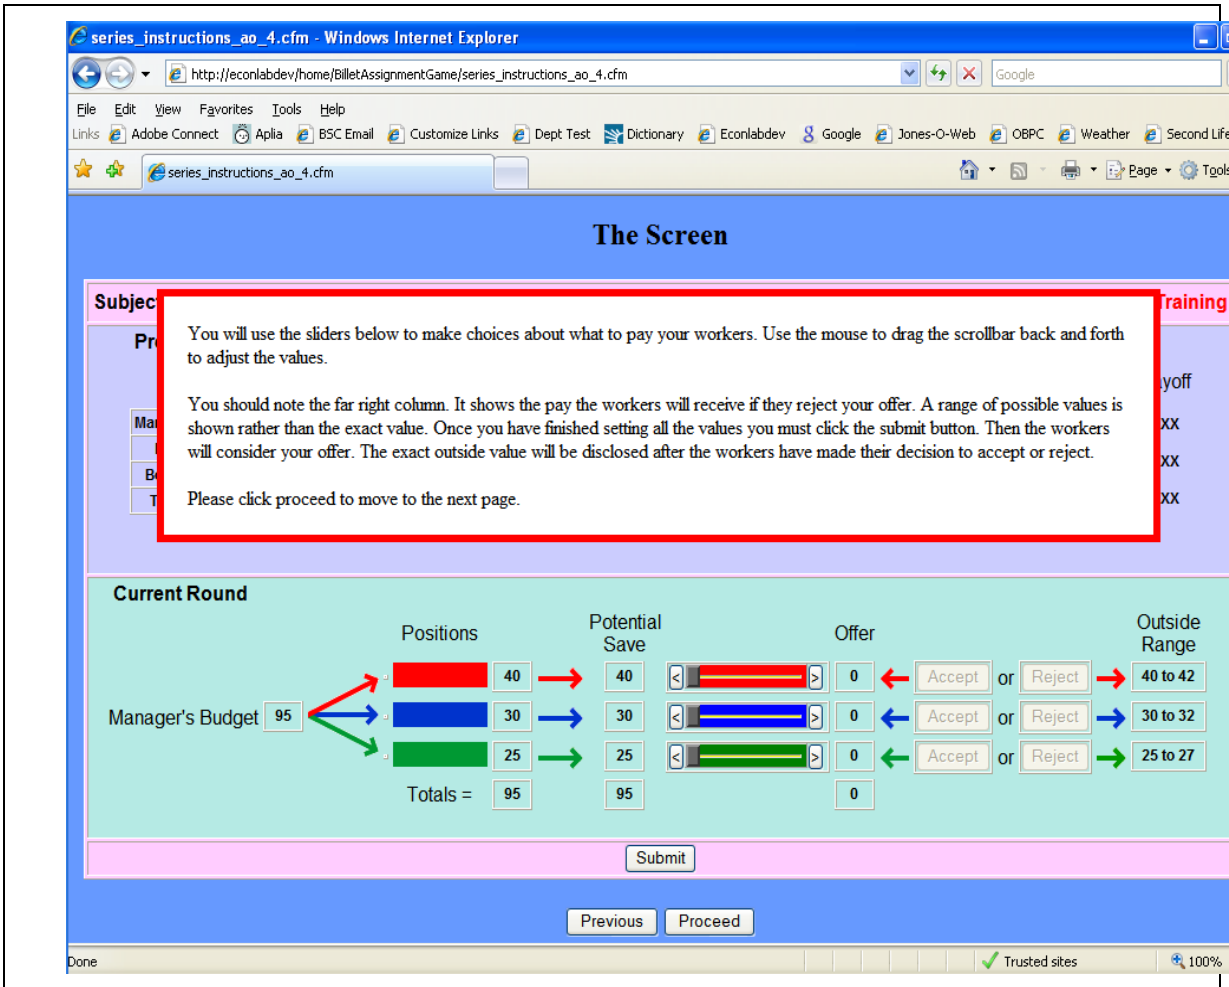 series_instructions_ao_4.cfm - Windows Internet Explorer
http://econlabdev/home/BilletAssignmentGame/series_instructions_ao_4.cfm
Google
File Edit View Favorites Tools Help
Links Adobe Connect Aplia BSC Email Customize Links Dept Test Dictionary Econlabdev Google Jones-O-Web OBPC Weather Second Life
series_instructions_ao_4.cfm
Page Tools
The Screen
Subject Training
You will use the sliders below to make choices about what to pay your workers. Use the mouse to drag the scrollbar back and forth
to adjust the values.
You should note the far right column. It shows the pay the workers will receive if they reject your offer. A range of possible values is
shown rather than the exact value. Once you have finished setting all the values you must click the submit button. Then the workers
will consider your offer. The exact outside value will be disclosed after the workers have made their decision to accept or reject.
Please click proceed to move to the next page.
Pr
yoff
Mar
xx
B
xx
T
xx
Current Round
Positions
Potential
Save
Offer
Outside
Range
40 40 < > 0 Accept or Reject 40 to 42
Manager's Budget 95
30 30 < > 0 Accept or Reject 30 to 32
25 25 < > 0 Accept or Reject 25 to 27
Totals = 95 95 0
Submit
Previous Proceed
Done Trusted sites 100%